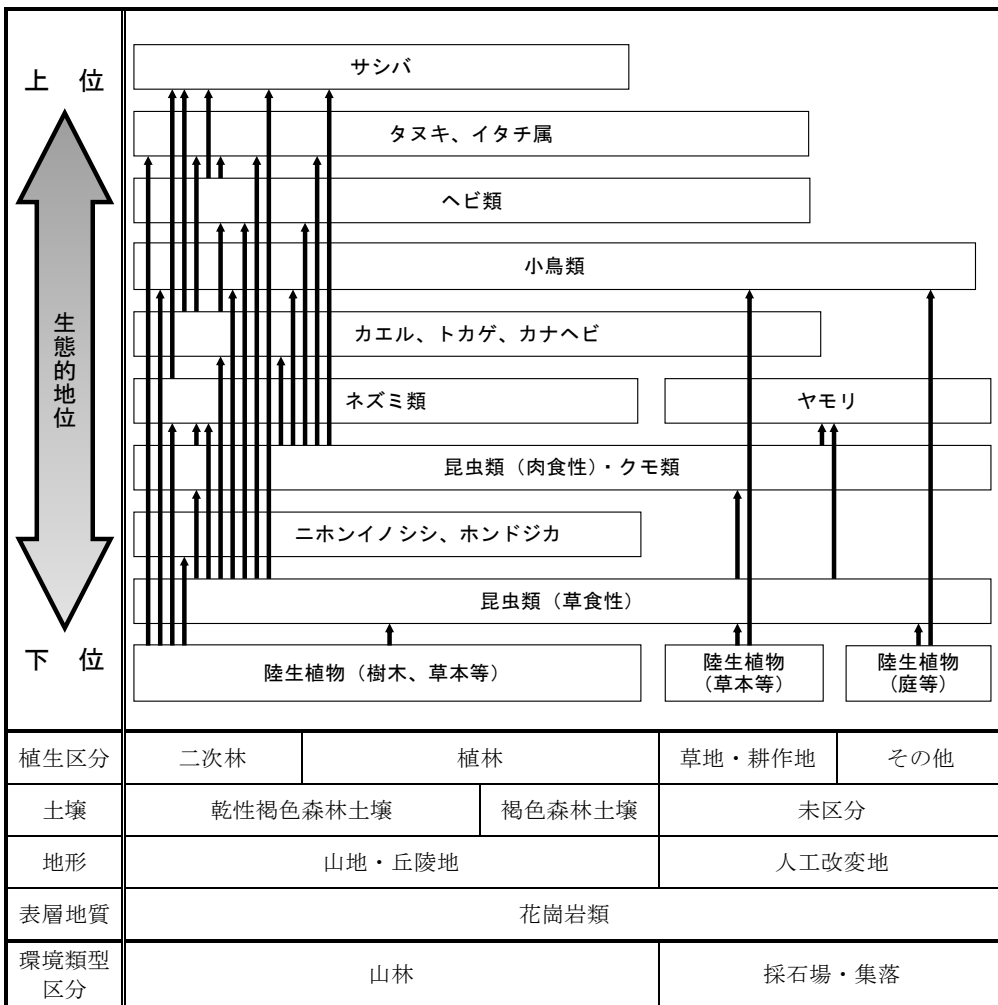 上 位
生態的地位
下 位
サシバ
タヌキ、イタチ属
ヘビ類
小鳥類
カエル、トカゲ、カナヘビ
ネズミ類
ヤモリ
昆虫類（肉食性）・クモ類
ニホンイノシシ、ホンドジカ
昆虫類（草食性）
陸生植物（樹木、草本等）
陸生植物
（草本等）
陸生植物
（庭等）
植生区分 二次林 植林 草地・耕作地 その他
土壌 乾性褐色森林土壌 褐色森林土壌 未区分
地形 山地・丘陵地 人工改変地
表層地質 花崗岩類
環境類型
区分
山林 採石場・集落